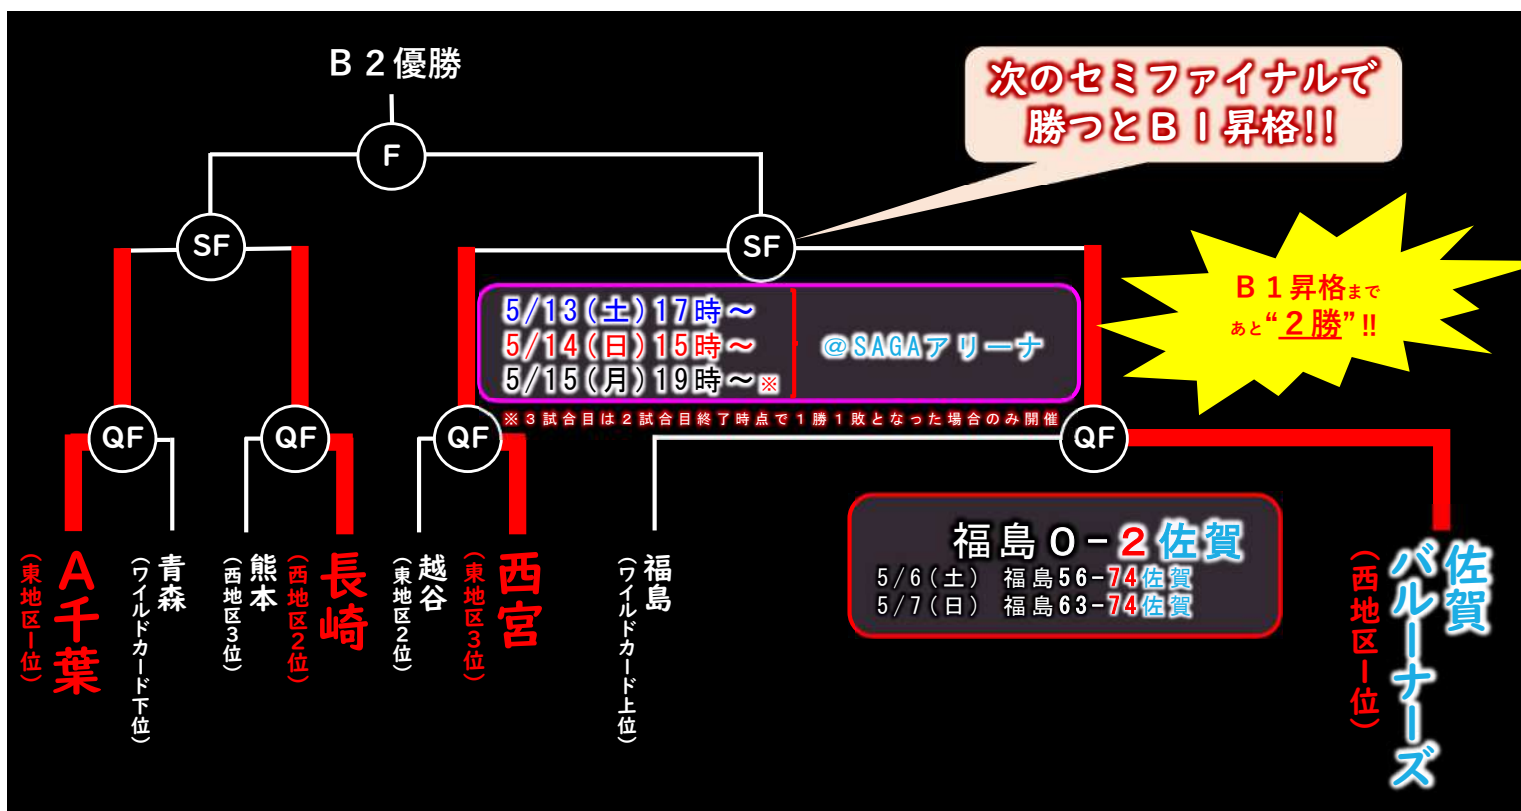 B2優勝
F
次のセミファイナルで
勝つとB1昇格!!
SF
SF
B1昇格まで
あと“2勝”!!
5/13(土)17時～
5/14(日)15時～
5/15(月)19時～※
@SAGAアリーナ
※3試合目は2試合目終了時点で1勝1敗となった場合のみ開催
QF
QF
QF
QF
福島0-2佐賀
5/6(土) 福島56-74佐賀
5/7(日) 福島63-74佐賀
A千葉
(東地区1位)
青森
(ワイルドカード下位)
熊本
(西地区3位)
長崎
(西地区2位)
越谷
(東地区2位)
西宮
(東地区3位)
福島
(ワイルドカード上位)
佐賀
バルーナーズ
(西地区1位)